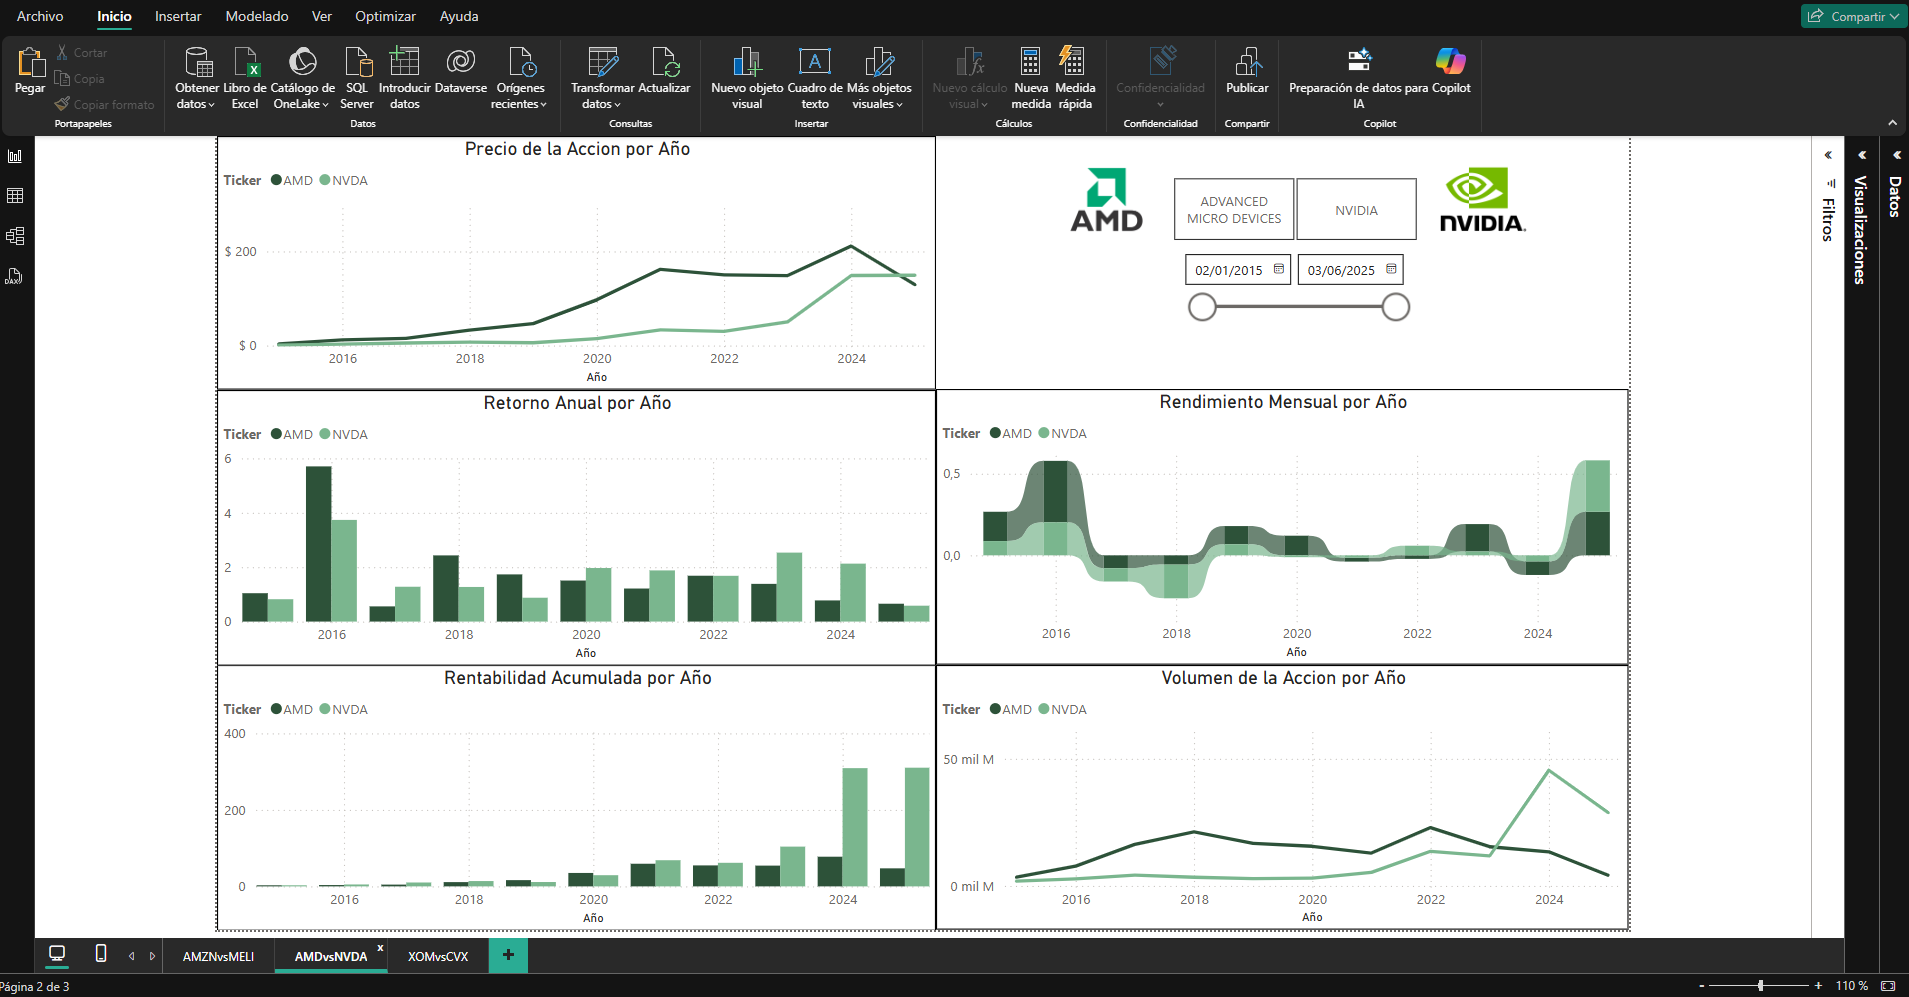 Archivo Inicio Insertar Modelado Ver Optimizar Ayuda Compartir
Pegar
Cortar
Copia
Copiar formato
Portapapeles
Obtener datos
Libro de Excel
Catálogo de OneLake
SQL Server
Introducir datos
Dataverse
Orígenes recientes
Datos
Transformar datos
Actualizar
Consultas
Nuevo objeto visual
Cuadro de texto
Más objetos visuales
Insertar
Nuevo cálculo visual
Nueva medida
Medida rápida
Cálculos
Confidencialidad
Confidencialidad
Publicar
Compartir
Preparación de datos para IA
Copilot
Copilot
Precio de la Accion por Año
Ticker AMD NVDA
$ 200
$ 0
2016 2018 2020 2022 2024
Año
AMD
ADVANCED
MICRO DEVICES
NVIDIA
NVIDIA.
02/01/2015 03/06/2025
Retorno Anual por Año
Ticker AMD NVDA
6
4
2
0
2016 2018 2020 2022 2024
Año
Rendimiento Mensual por Año
Ticker AMD NVDA
0,5
0,0
2016 2018 2020 2022 2024
Año
Rentabilidad Acumulada por Año
Ticker AMD NVDA
400
200
0
2016 2018 2020 2022 2024
Año
Volumen de la Accion por Año
Ticker AMD NVDA
50 mil M
0 mil M
2016 2018 2020 2022 2024
Año
Filtros
Visualizaciones
Datos
DAX
AMZNvsMELI AMDvsNVDA x XOMvsCVX +
Página 2 de 3
- + 110 %